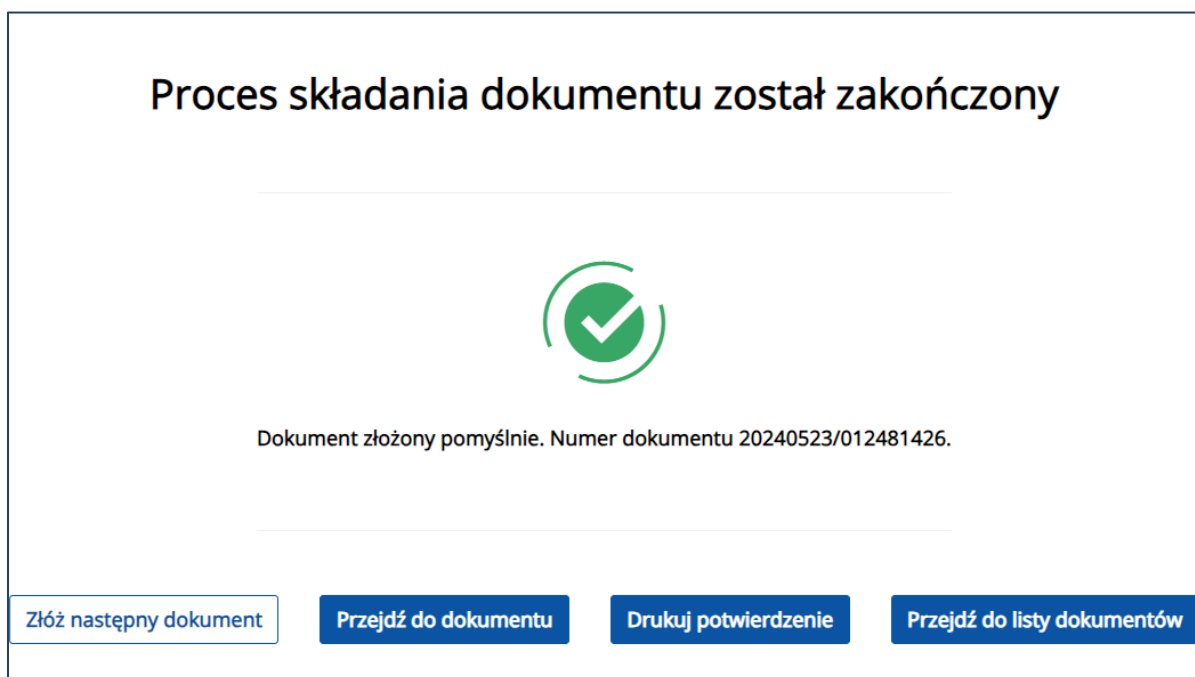 Proces składania dokumentu został zakończony
Dokument złożony pomyślnie. Numer dokumentu 20240523/012481426.
Złóż następny dokument
Przejdź do dokumentu
Drukuj potwierdzenie
Przejdź do listy dokumentów